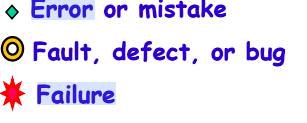 Error or mistake
Fault, defect, or bug
Failure